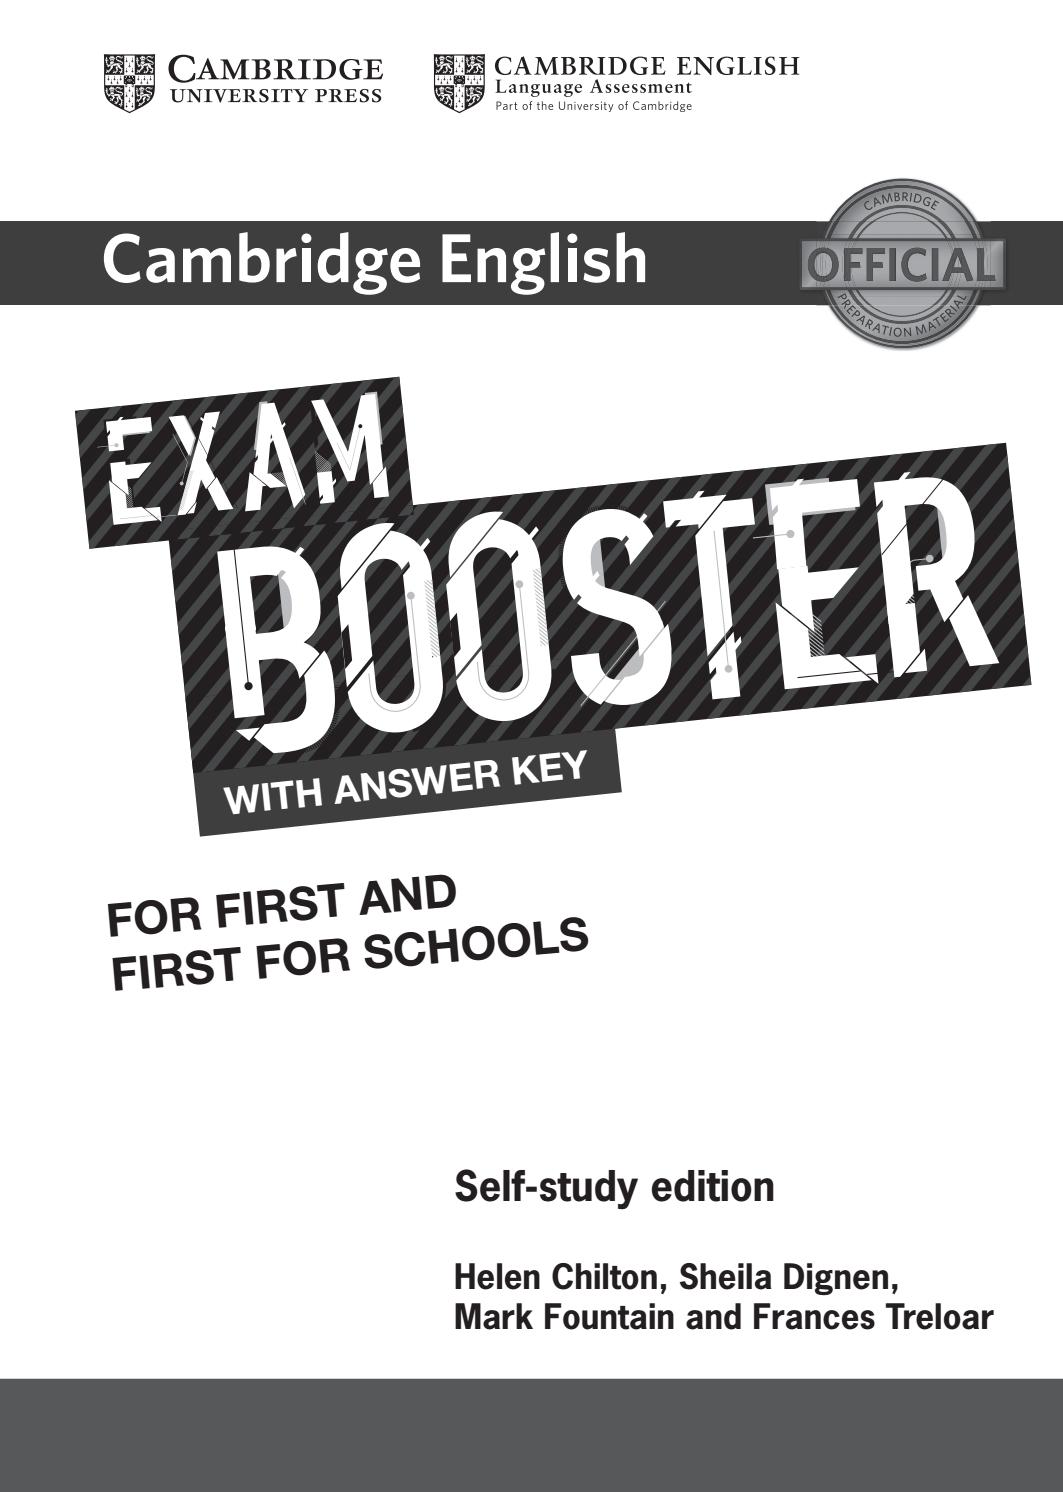 CAMBRIDGE
UNIVERSITY PRESS
CAMBRIDGE ENGLISH
Language Assessment
Part of the University of Cambridge
Cambridge English
CAMBRIDGE
OFFICIAL
PREPARATION MATERIAL
EXAM
BOOSTER
WITH ANSWER KEY
FOR FIRST AND
FIRST FOR SCHOOLS
Self-study edition
Helen Chilton, Sheila Dignen,
Mark Fountain and Frances Treloar